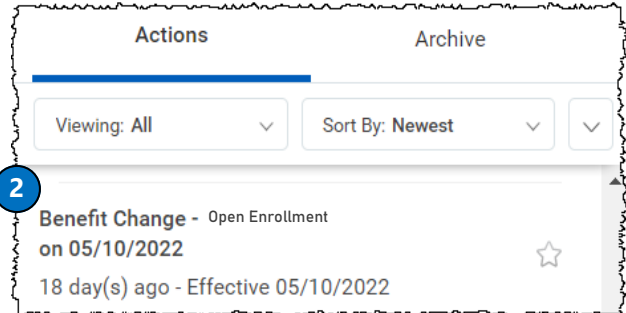 Actions Archive
Viewing: All Sort By: Newest
2
Benefit Change - Open Enrollment
on 05/10/2022
18 day(s) ago - Effective 05/10/2022